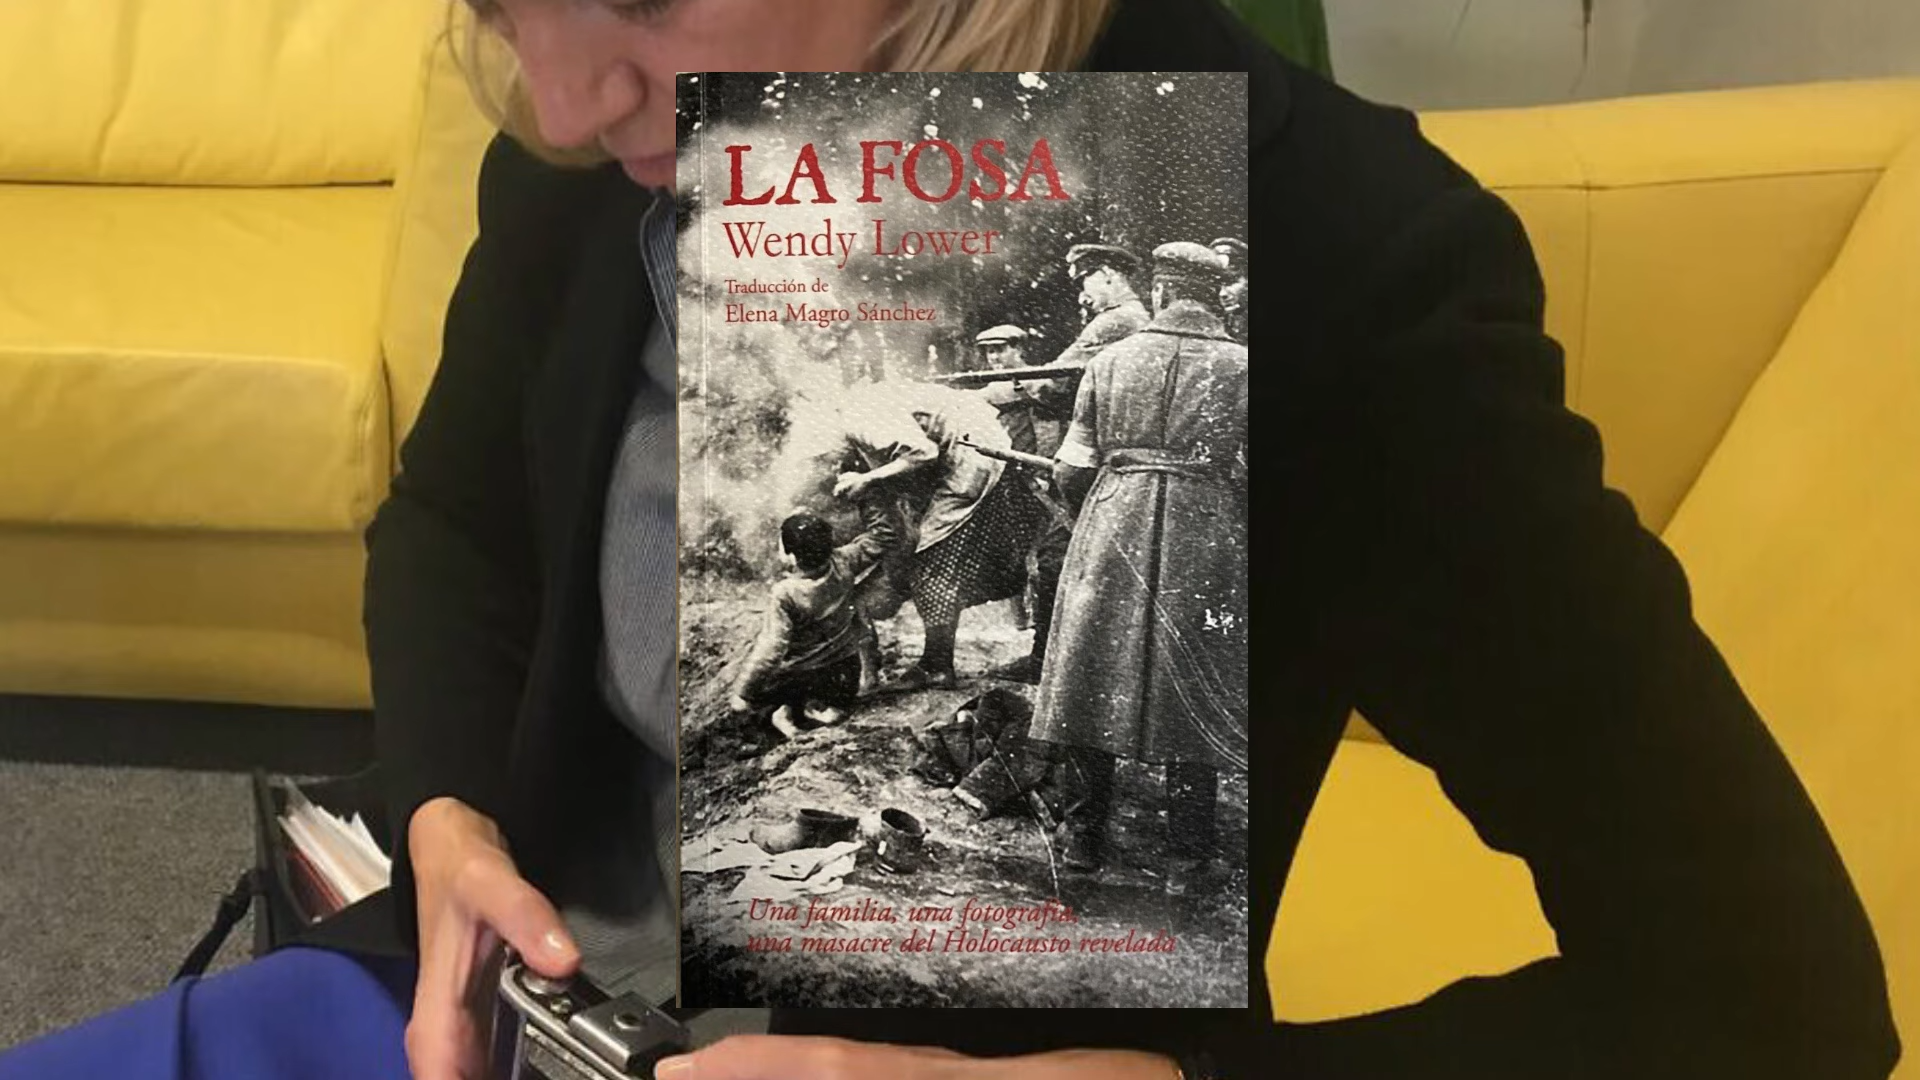 LA FOSA
Wendy Lower
Traducción de
Elena Magro Sánchez
Una familia, una fotografía,
una masacre del Holocausto revelada